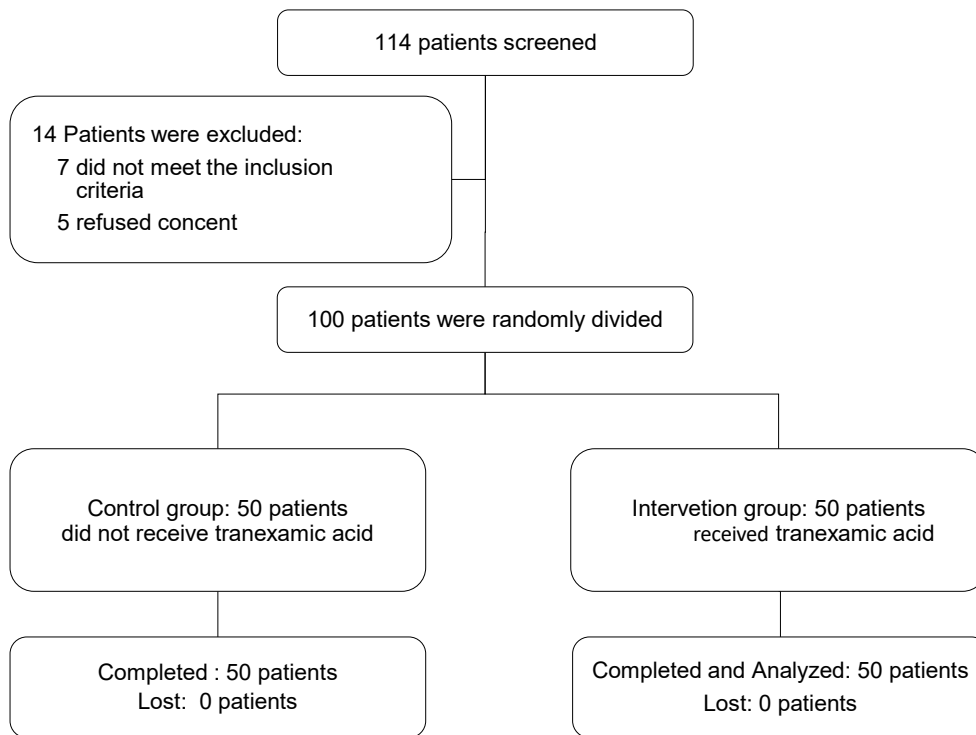 114 patients screened
14 Patients were excluded:
7 did not meet the inclusion
criteria
5 refused concent
100 patients were randomly divided
Control group: 50 patients
did not receive tranexamic acid
Intervetion group: 50 patients
received tranexamic acid
Completed : 50 patients
Lost: 0 patients
Completed and Analyzed: 50 patients
Lost: 0 patients